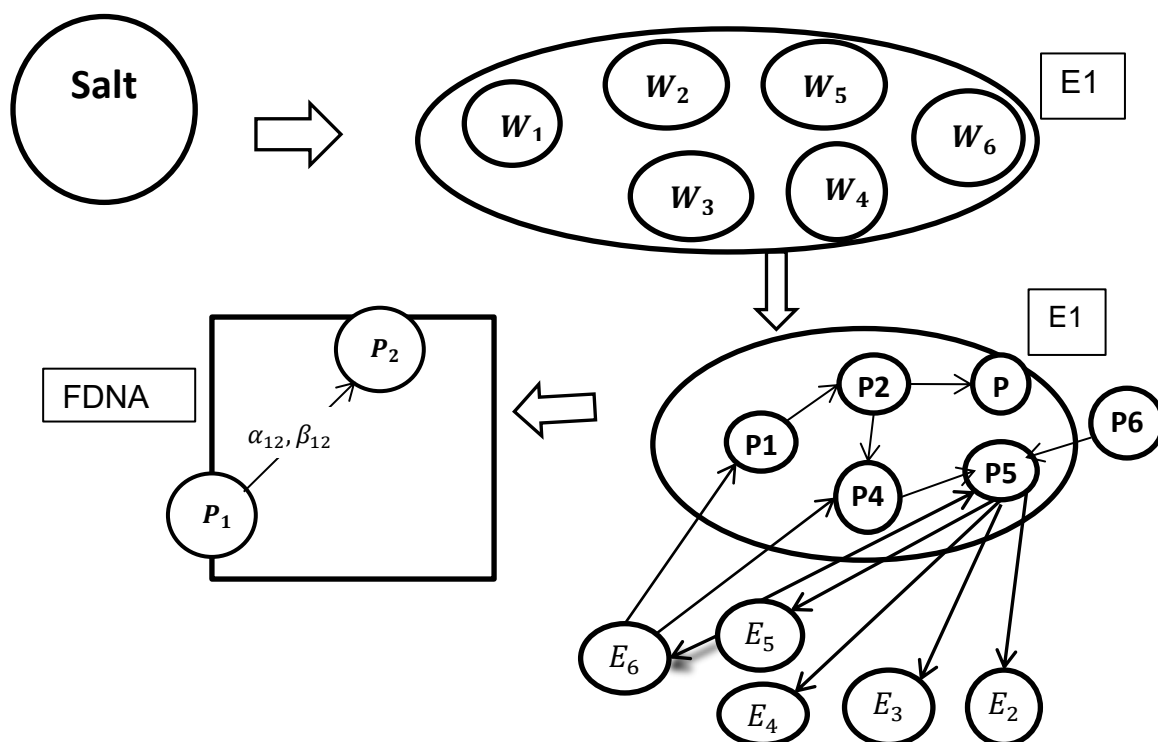 Salt
W₁
W₂
W₅
W₆
W₃
W₄
E1
E1
P1
P2
P
P4
P5
P6
FDNA
P₂
α₁₂, β₁₂
P₁
E₆
E₅
E₄
E₃
E₂